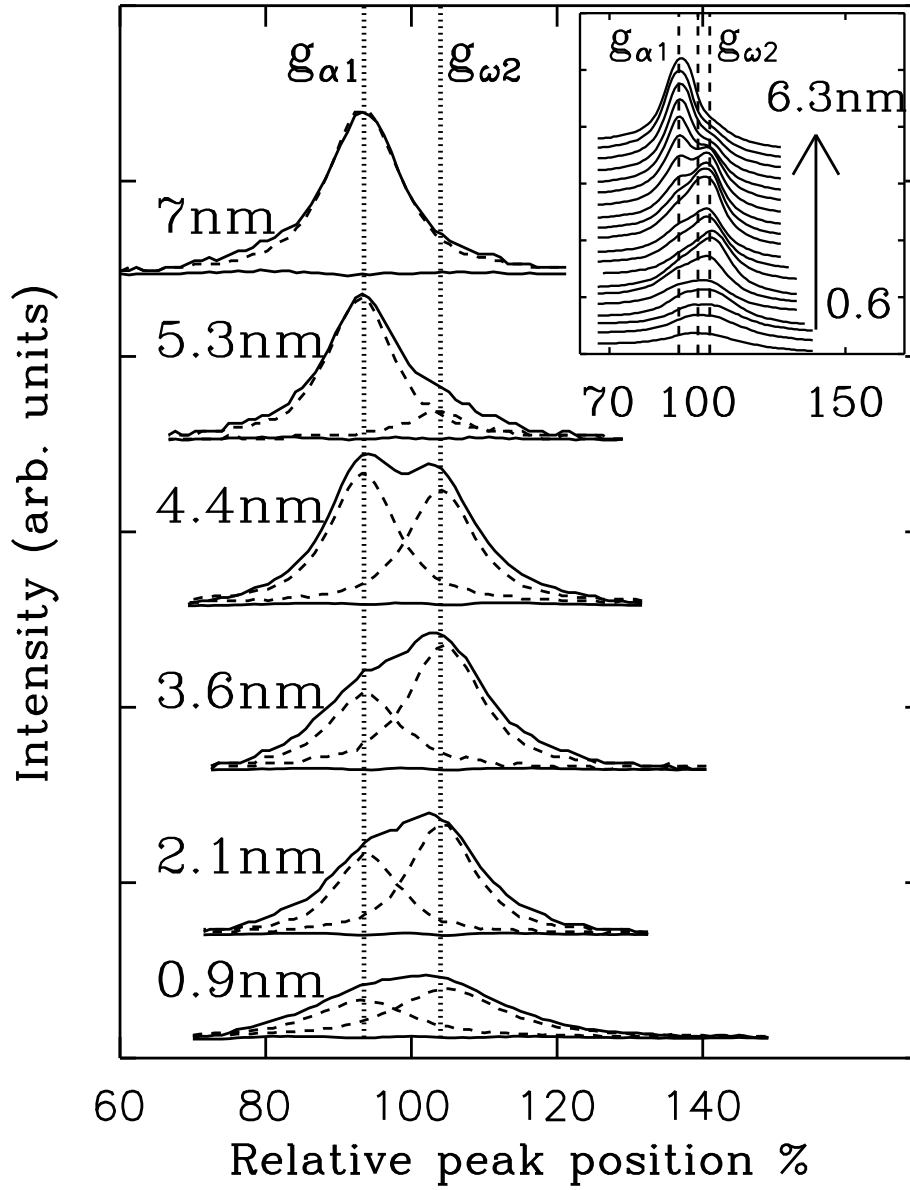 gα1
gω2
gα1
gω2
6.3nm
0.6
70 100 150
7nm
5.3nm
4.4nm
3.6nm
2.1nm
0.9nm
Intensity (arb. units)
60 80 100 120 140
Relative peak position %